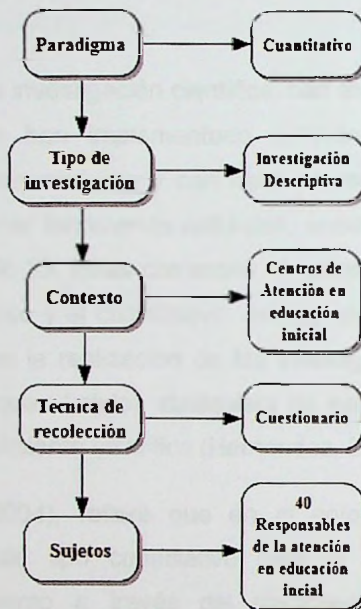 Paradigma
Cuantitativo
Tipo de
investigación
Investigación
Descriptiva
Contexto
Centros de
Atención en
educación
inicial
Técnica de
recolección
Cuestionario
Sujetos
40
Responsables
de la atención
en educación
incial